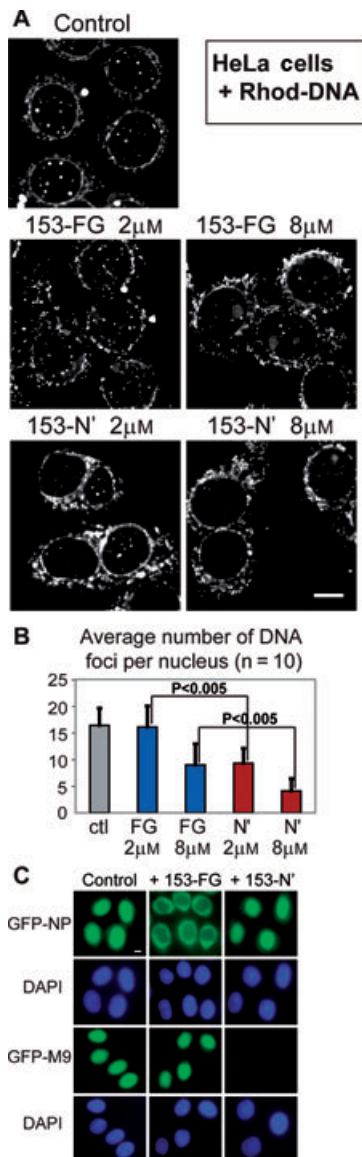 A
Control
HeLa cells
+ Rhod-DNA
153-FG 2μM 153-FG 8μM
153-N' 2μM 153-N' 8μM
B
Average number of DNA
foci per nucleus (n = 10)
25
20
15
10
5
0
P<0.005
P<0.005
ctl FG FG N' N'
2μM 8μM 2μM 8μM
C
Control + 153-FG + 153-N'
GFP-NP
DAPI
GFP-M9
DAPI